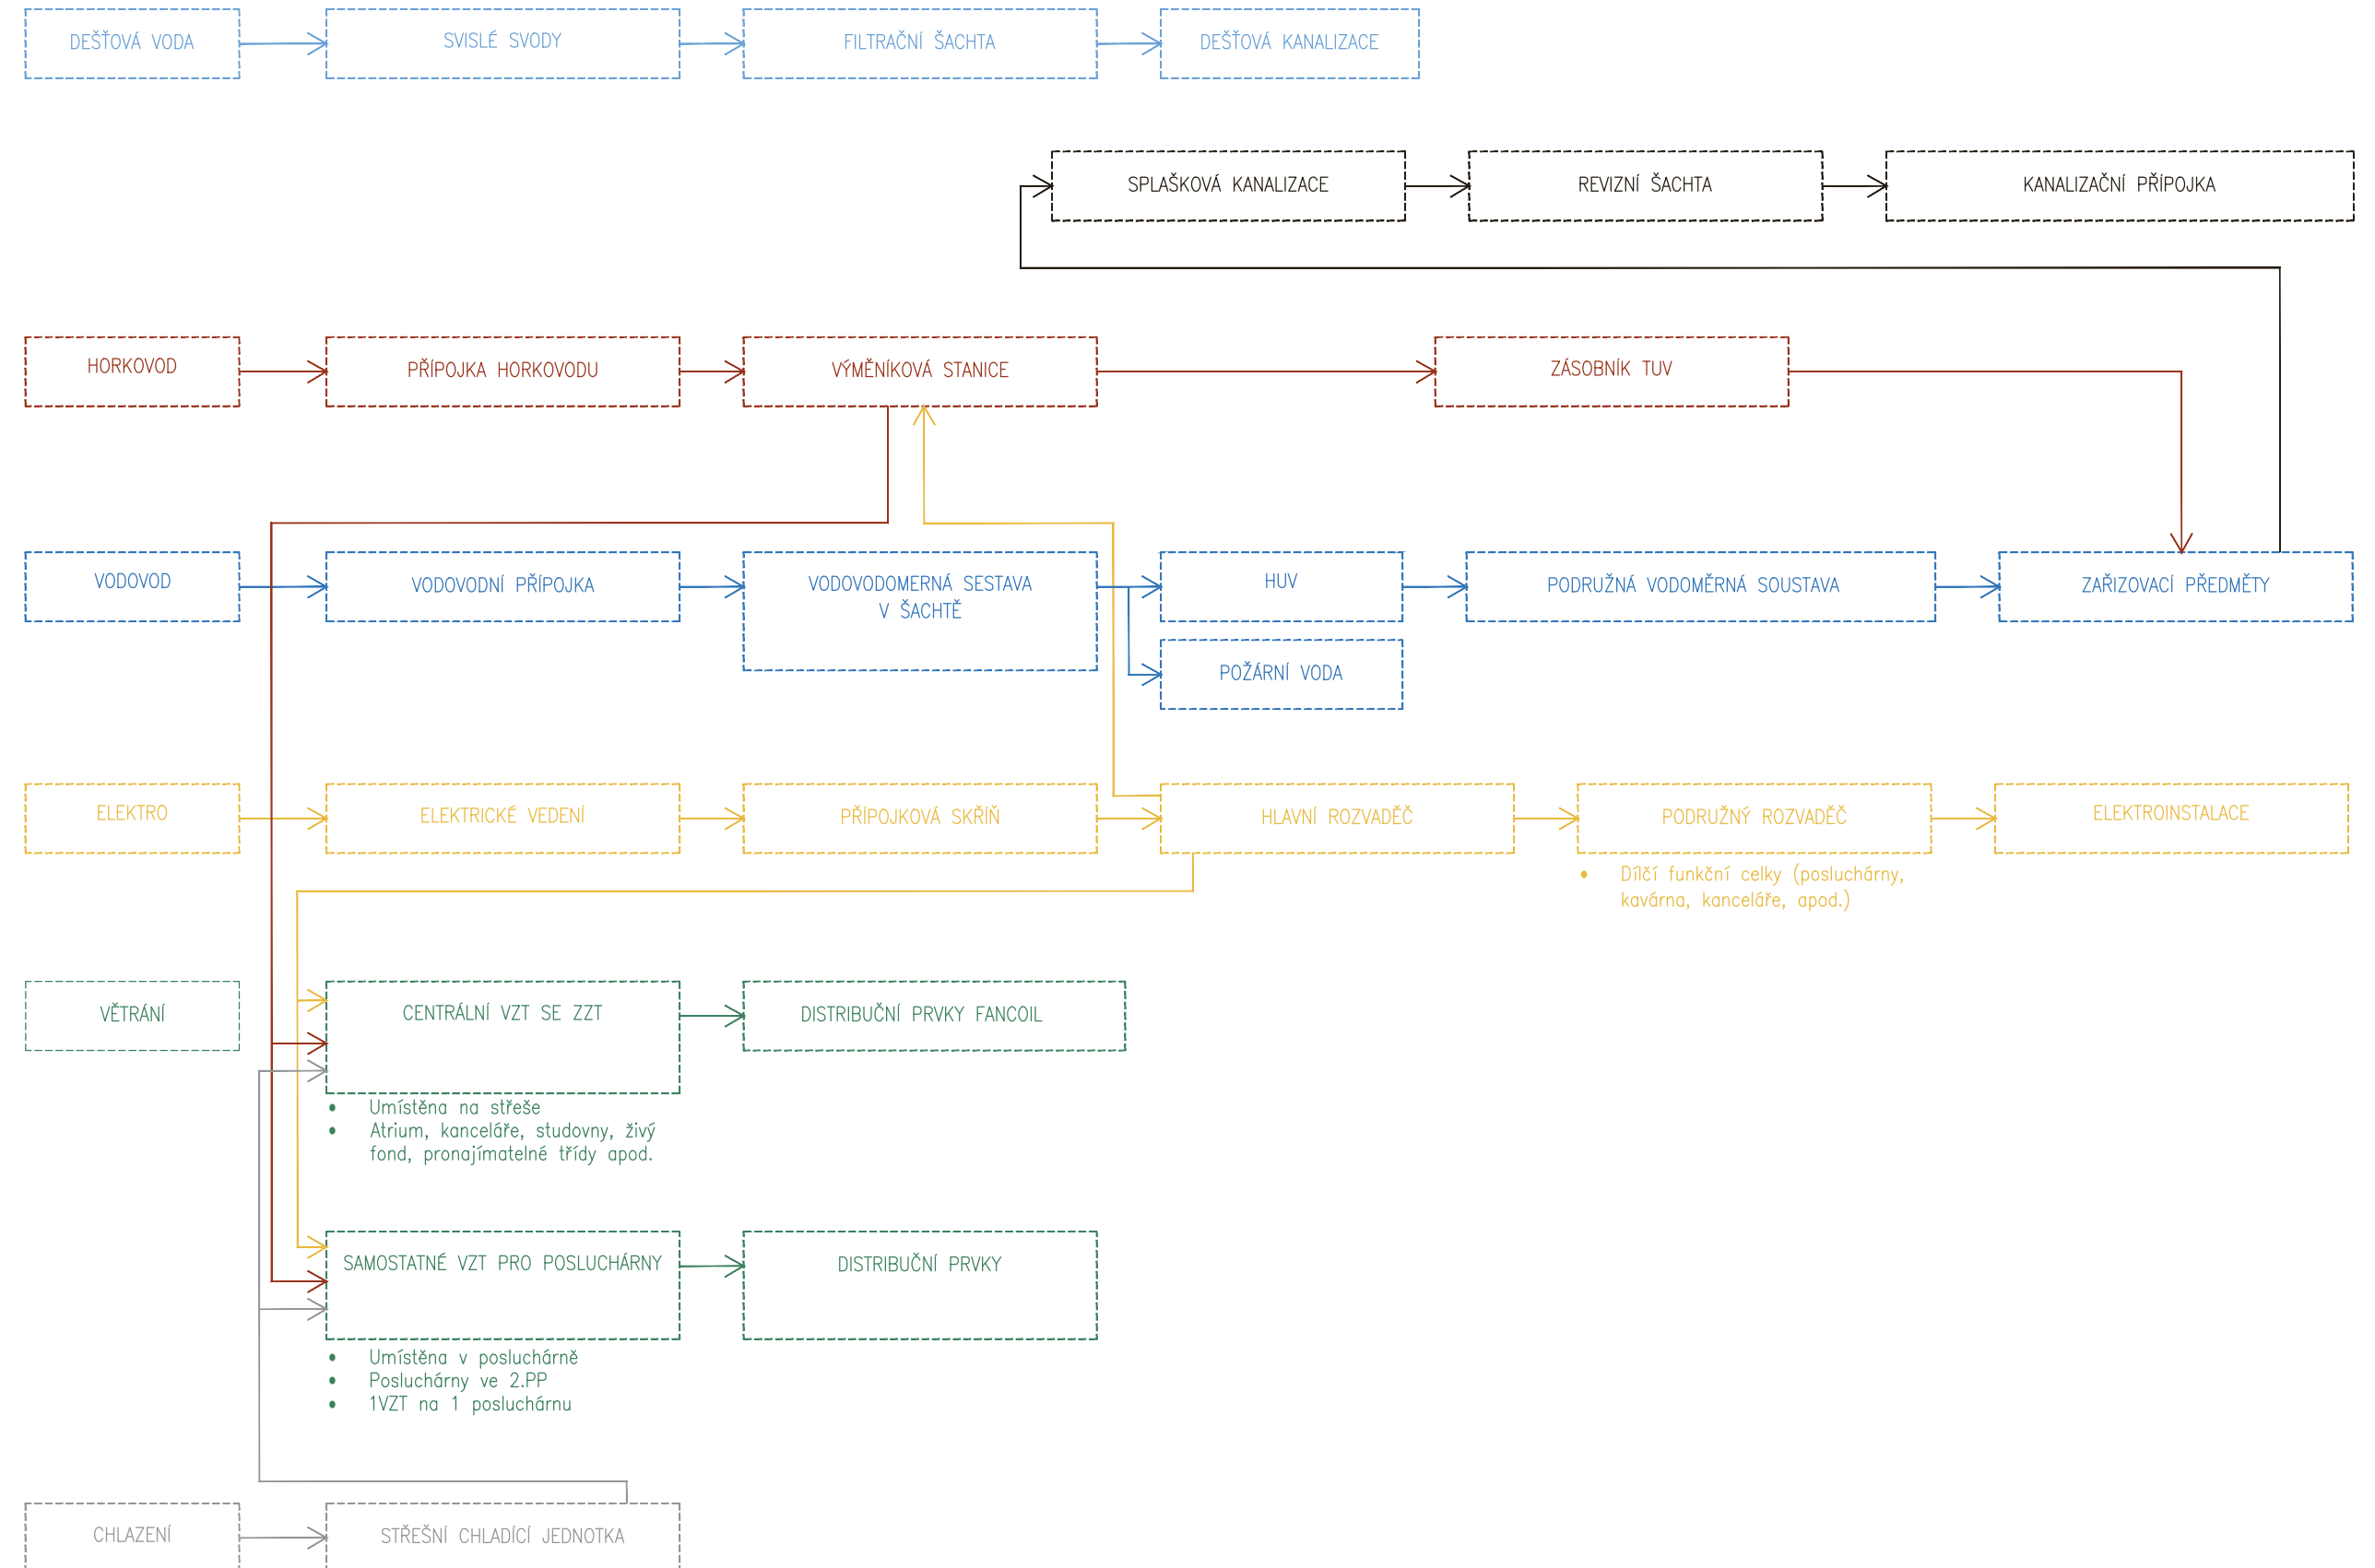 DEŠŤOVÁ VODA
SVISLÉ SVODY
FILTRAČNÍ ŠACHTA
DEŠŤOVÁ KANALIZACE
SPLAŠKOVÁ KANALIZACE
REVIZNÍ ŠACHTA
KANALIZAČNÍ PŘÍPOJKA
HORKOVOD
PŘÍPOJKA HORKOVODU
VÝMĚNÍKOVÁ STANICE
ZÁSOBNÍK TUV
VODOVOD
VODOVODNÍ PŘÍPOJKA
VODOVODOMERNÁ SESTAVA
V ŠACHTĚ
HUV
PODRUŽNÁ VODOMĚRNÁ SOUSTAVA
ZAŘIZOVACÍ PŘEDMĚTY
POŽÁRNÍ VODA
ELEKTRO
ELEKTRICKÉ VEDENÍ
PŘÍPOJKOVÁ SKŘÍŇ
HLAVNÍ ROZVADĚČ
PODRUŽNÝ ROZVADĚČ
ELEKTROINSTALACE
• Dílčí funkční celky (posluchárny,
kavárna, kanceláře, apod.)
VĚTRÁNÍ
CENTRÁLNÍ VZT SE ZZT
DISTRIBUČNÍ PRVKY FANCOIL
• Umístěna na střeše
• Atrium, kanceláře, studovny, živý
fond, pronajímatelné třídy apod.
SAMOSTATNÉ VZT PRO POSLUCHÁRNY
DISTRIBUČNÍ PRVKY
• Umístěna v posluchárně
• Posluchárny ve 2.PP
• 1VZT na 1 posluchárnu
CHLAZENÍ
STŘEŠNÍ CHLADÍCÍ JEDNOTKA